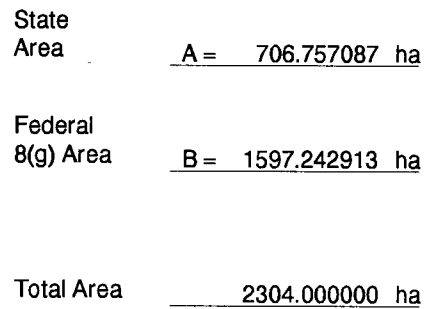 State
Area A = 706.757087 ha
Federal
8(g) Area B = 1597.242913 ha
Total Area 2304.000000 ha